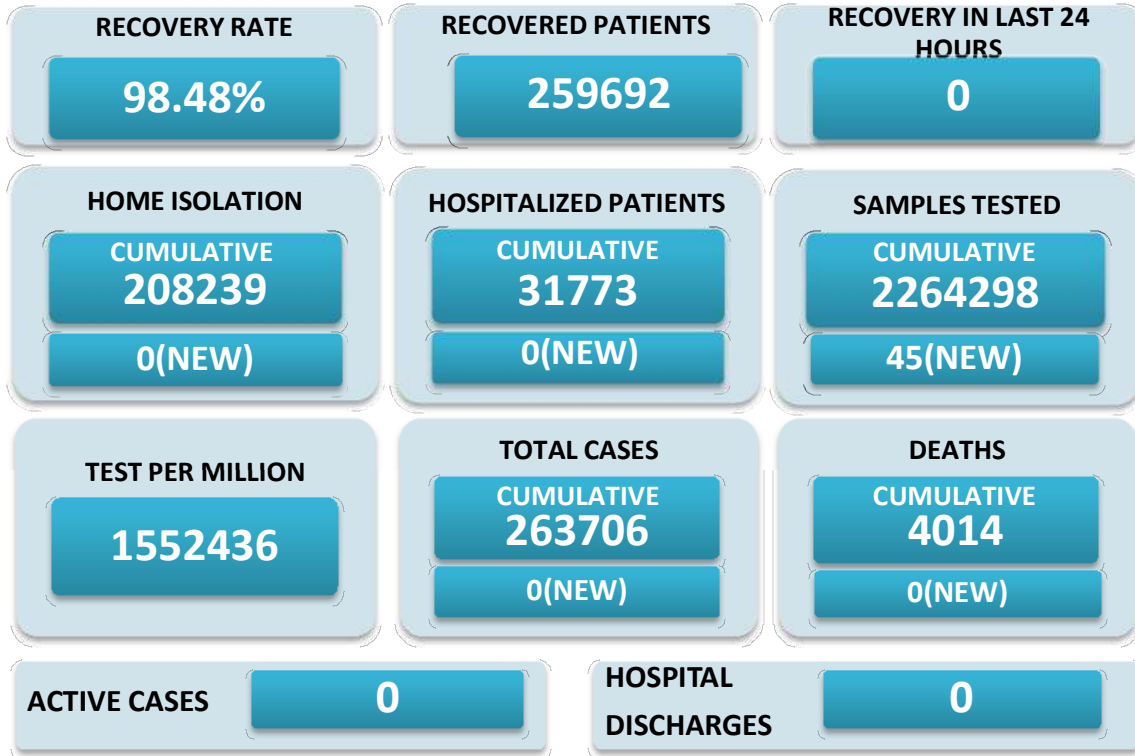 RECOVERY RATE
98.48%
RECOVERED PATIENTS
259692
RECOVERY IN LAST 24
HOURS
0
HOME ISOLATION
CUMULATIVE
208239
0(NEW)
HOSPITALIZED PATIENTS
CUMULATIVE
31773
0(NEW)
SAMPLES TESTED
CUMULATIVE
2264298
45(NEW)
TEST PER MILLION
1552436
TOTAL CASES
CUMULATIVE
263706
0(NEW)
DEATHS
CUMULATIVE
4014
0(NEW)
ACTIVE CASES
0
HOSPITAL
DISCHARGES
0